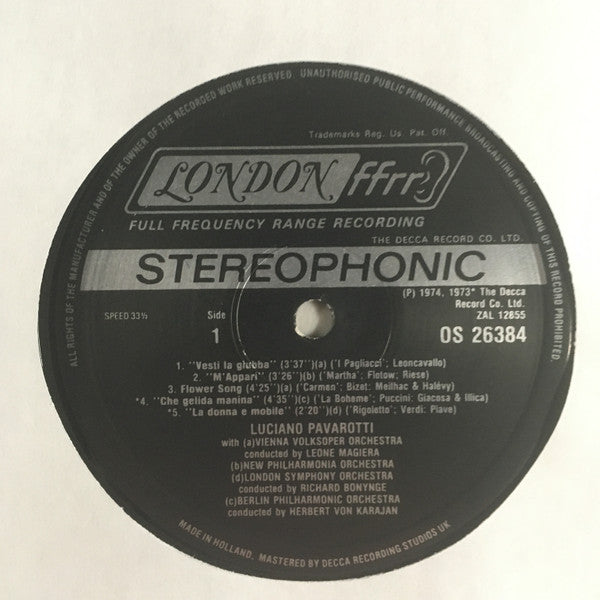 ALL RIGHTS OF THE MANUFACTURER AND OF THE OWNER OF THE RECORDED WORK RESERVED. UNAUTHORISED PUBLIC PERFORMANCE BROADCASTING AND COPYING OF THIS RECORD PROHIBITED.
Trademarks Reg. Us. Pat. Off.
LONDON ffrr
FULL FREQUENCY RANGE RECORDING
THE DECCA RECORD CO. LTD.
STEREOPHONIC
(P) 1974, 1973* The Decca
Record Co. Ltd.
SPEED 33⅓ Side ZAL 12855
1 OS 26384
1. "Vesti la giubba" (3'37")(a) ('I Pagliacci'; Leoncavallo)
2. "M'Appari" (3'26")(b) ('Martha'; Flotow; Riese)
3. Flower Song (4'25")(a) ('Carmen'; Bizet: Meilhac & Halévy)
*4. "Che gelida manina" (4'35")(c) ('La Boheme'; Puccini: Giacosa & Illica)
*5. "La donna e mobile" (2'20")(d) ('Rigoletto'; Verdi: Piave)
LUCIANO PAVAROTTI
with (a)VIENNA VOLKSOPER ORCHESTRA
conducted by LEONE MAGIERA
(b)NEW PHILHARMONIA ORCHESTRA
(d)LONDON SYMPHONY ORCHESTRA
conducted by RICHARD BONYNGE
(c)BERLIN PHILHARMONIC ORCHESTRA
conducted by HERBERT VON KARAJAN
MADE IN HOLLAND. MASTERED BY DECCA RECORDING STUDIOS UK